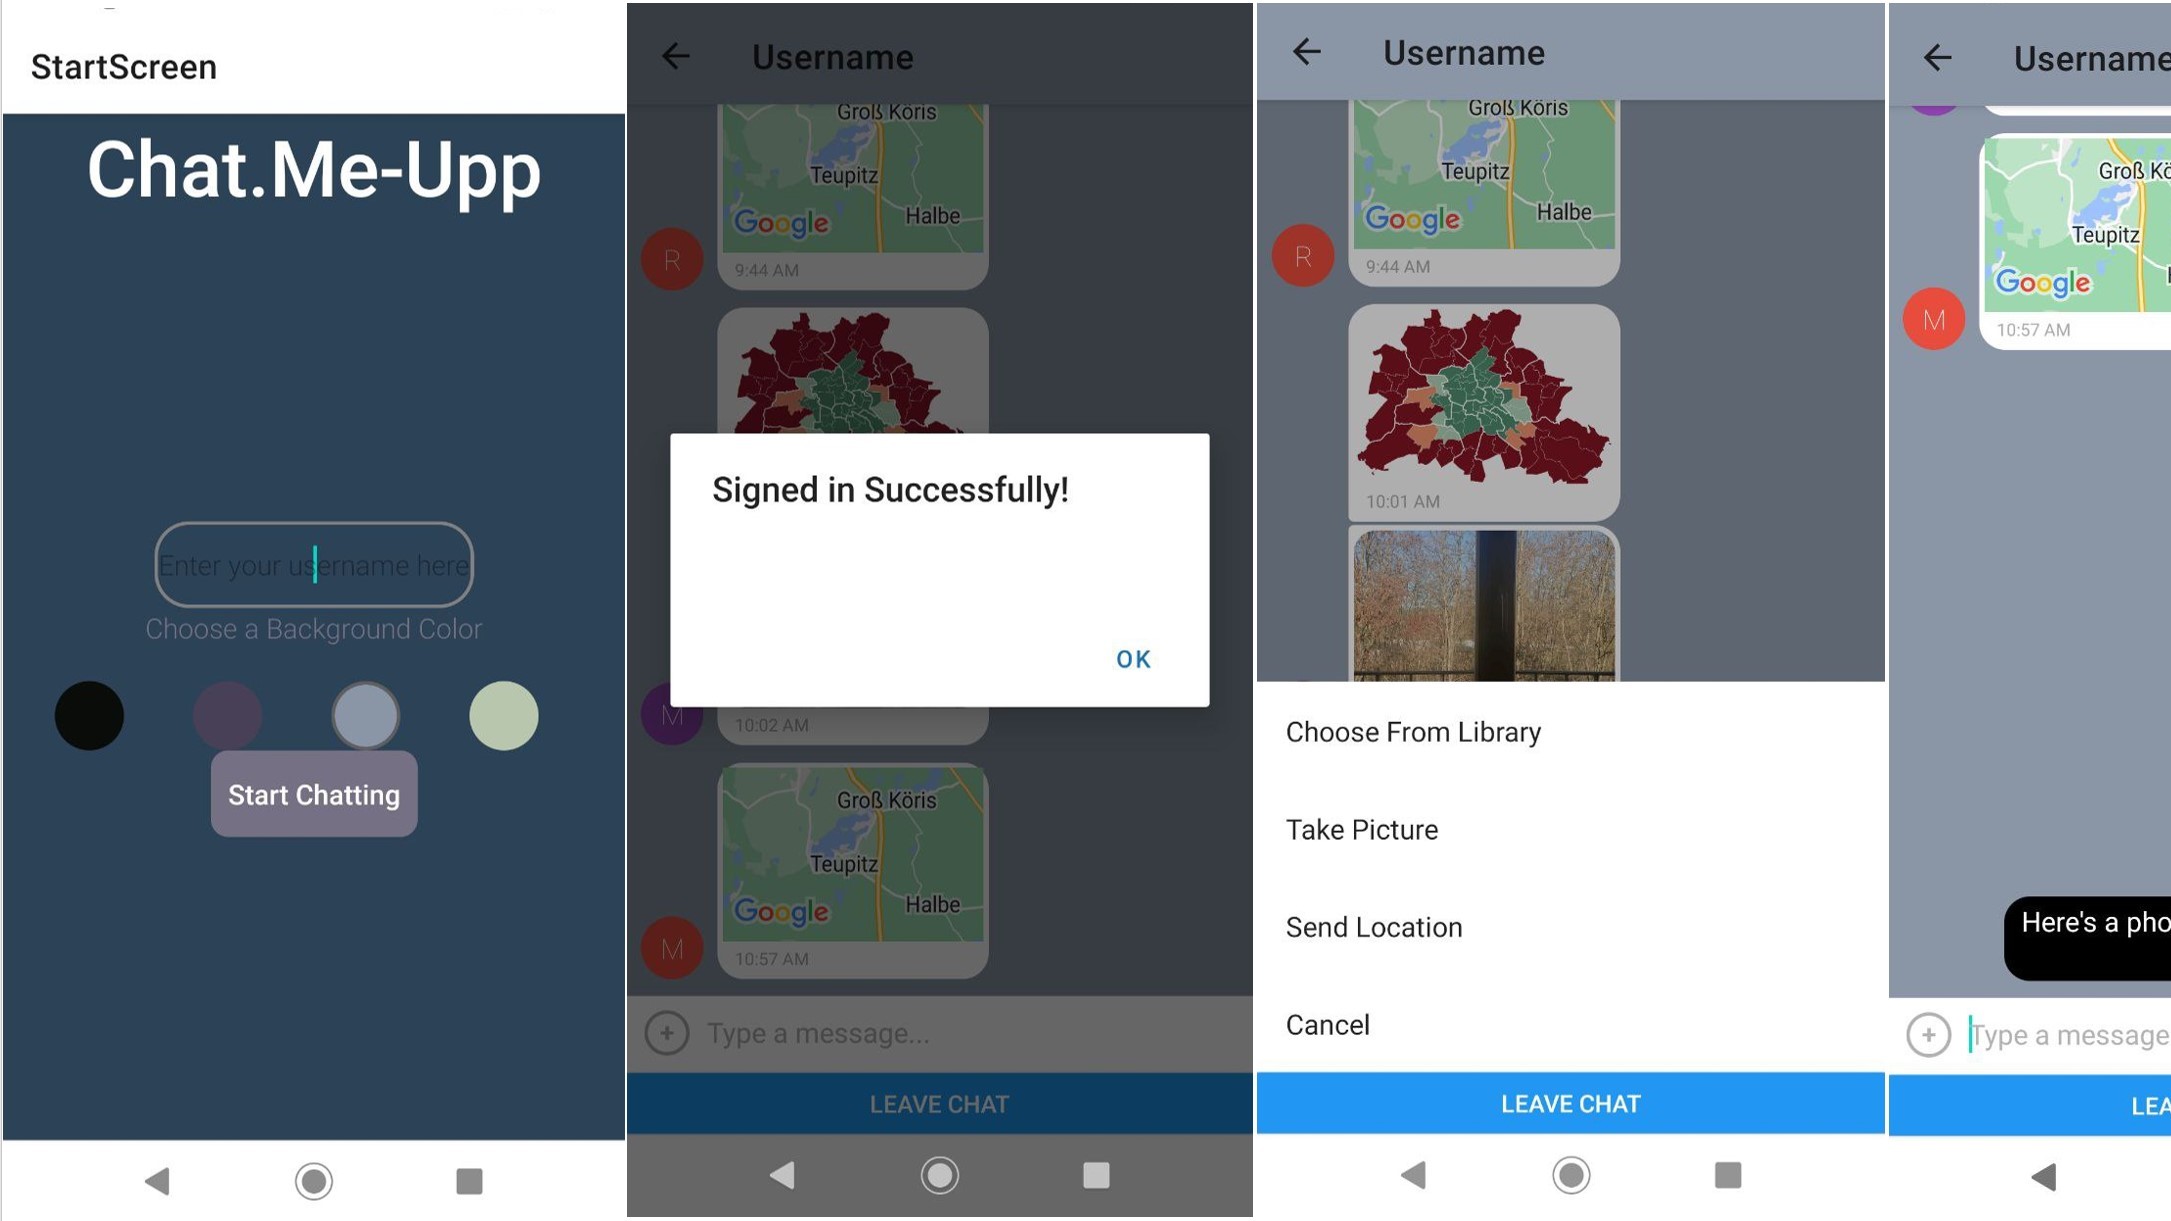 StartScreen
Chat.Me-Upp
Enter your username here
Choose a Background Color
Start Chatting
Username
Groß Köris
Teupitz
Halbe
Google
R
9:44 AM
Signed in Successfully!
OK
M
10:02 AM
Groß Köris
Teupitz
Halbe
Google
M
10:57 AM
Type a message...
LEAVE CHAT
Username
Groß Köris
Teupitz
Halbe
Google
R
9:44 AM
10:01 AM
Choose From Library
Take Picture
Send Location
Cancel
LEAVE CHAT
Username
Groß Kö
Teupitz
Google
M
10:57 AM
Here's a pho
Type a message
LEA